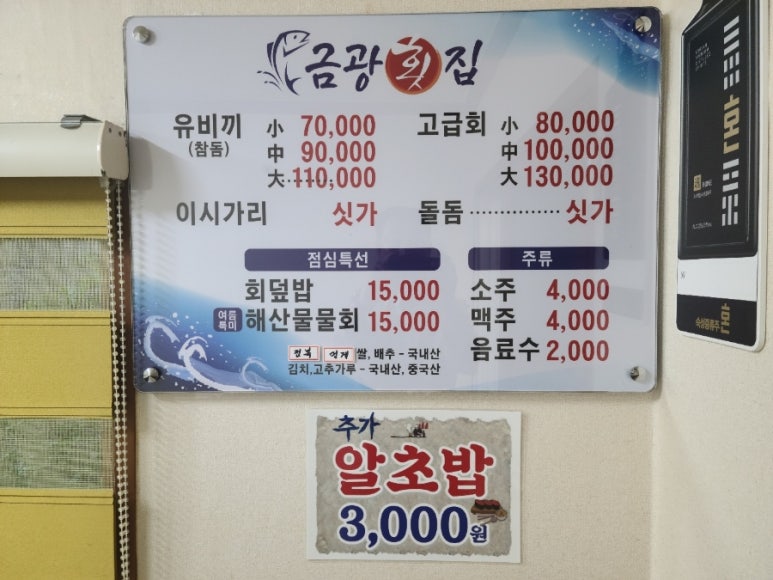 금광횟집
유비끼 小 70,000
(참돔) 中 90,000
大 110,000
이시가리 싯가
고급회 小 80,000
中 100,000
大 130,000
돌돔 ··············· 싯가
점심특선
회덮밥 15,000
여름특미 해산물물회 15,000
쌀, 배추 - 국내산
김치,고추가루 - 국내산, 중국산
주류
소주 4,000
맥주 4,000
음료수 2,000
추가
알초밥
3,000원